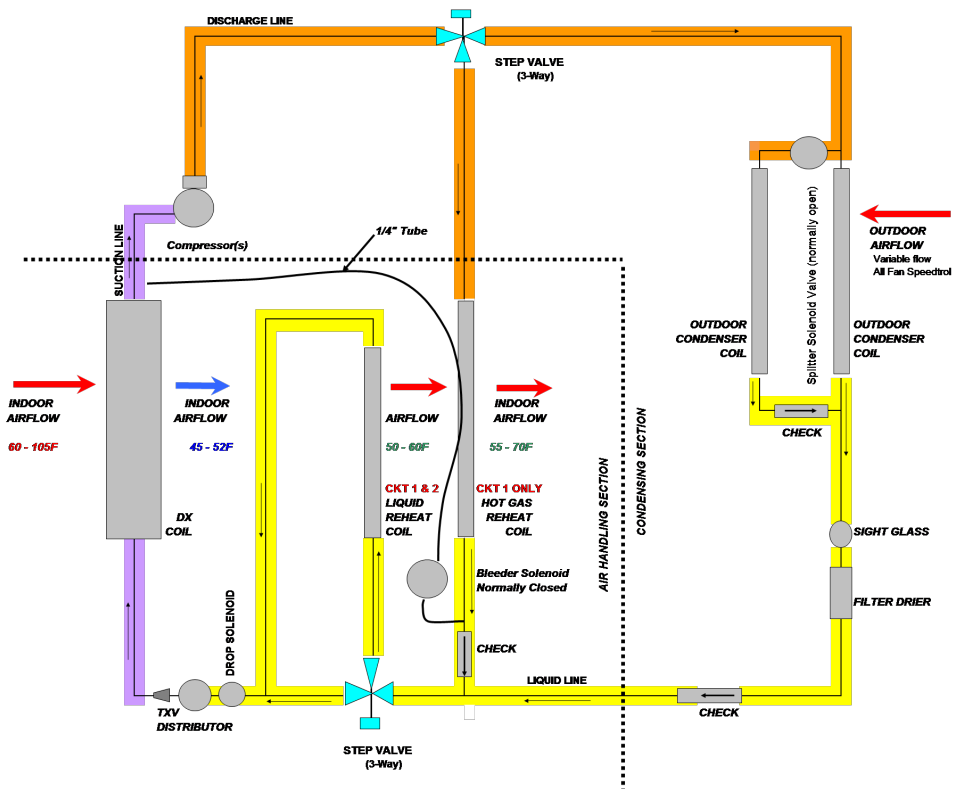 DISCHARGE LINE
STEP VALVE
(3-Way)
SUCTION LINE
Compressor(s)
1/4" Tube
Splitter Solenoid Valve (normally open)
OUTDOOR
AIRFLOW
Variable flow
All Fan Speedtrol
OUTDOOR
CONDENSER
COIL
OUTDOOR
CONDENSER
COIL
INDOOR
AIRFLOW
60 - 105F
INDOOR
AIRFLOW
45 - 52F
AIRFLOW
50 - 60F
INDOOR
AIRFLOW
55 - 70F
CHECK
CKT 1 & 2
LIQUID
REHEAT
COIL
CKT 1 ONLY
HOT GAS
REHEAT
COIL
AIR HANDLING SECTION
CONDENSING SECTION
DX
COIL
SIGHT GLASS
Bleeder Solenoid
Normally Closed
FILTER DRIER
DROP SOLENOID
CHECK
LIQUID LINE
CHECK
TXV
DISTRIBUTOR
STEP VALVE
(3-Way)